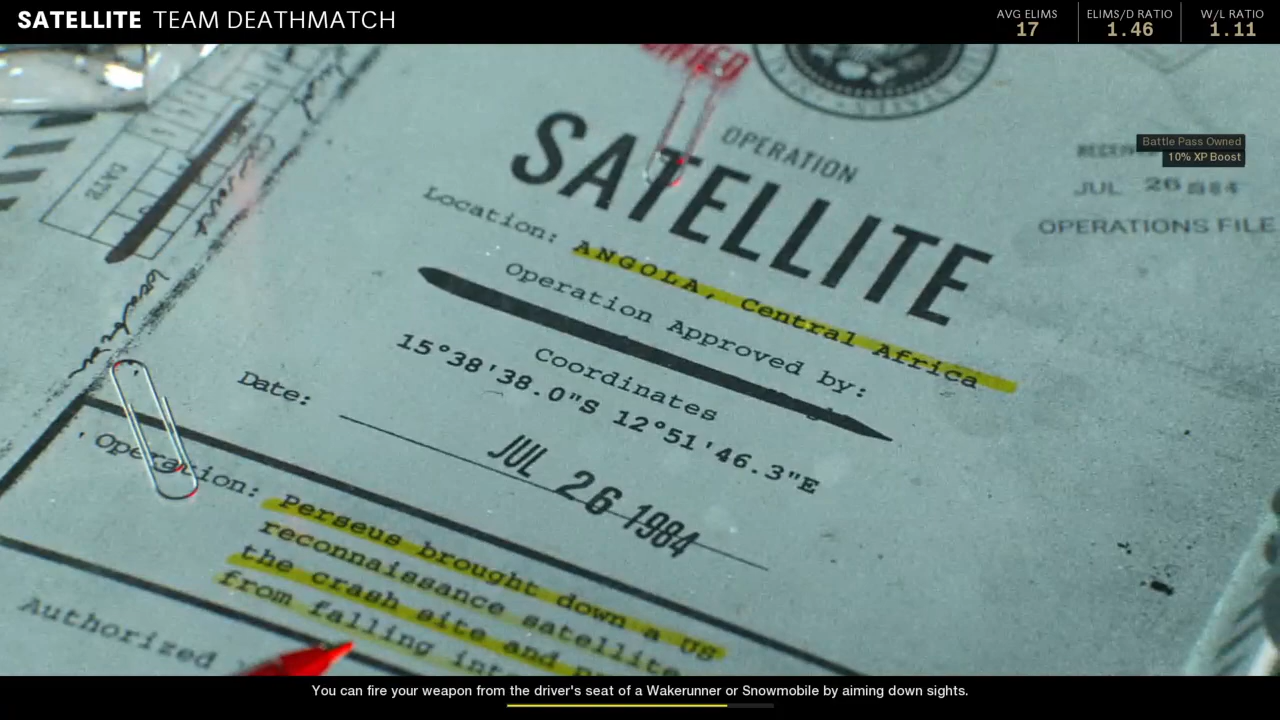 SATELLITE TEAM DEATHMATCH
AVG ELIMS
17
ELIMS/D RATIO
1.46
W/L RATIO
1.11
Battle Pass Owned
10% XP Boost
JUL 26 1984
OPERATIONS FILE
DATE
OPERATION
SATELLITE
Location: ANGOLA, Central Africa
Operation Approved by:
Coordinates
15°38'38.0"S 12°51'46.3"E
Date:
JUL 26 1984
Operation:
Perseus brought down a US
reconnaissance satellite
the crash site and
from falling
Authorized
You can fire your weapon from the driver's seat of a Wakerunner or Snowmobile by aiming down sights.